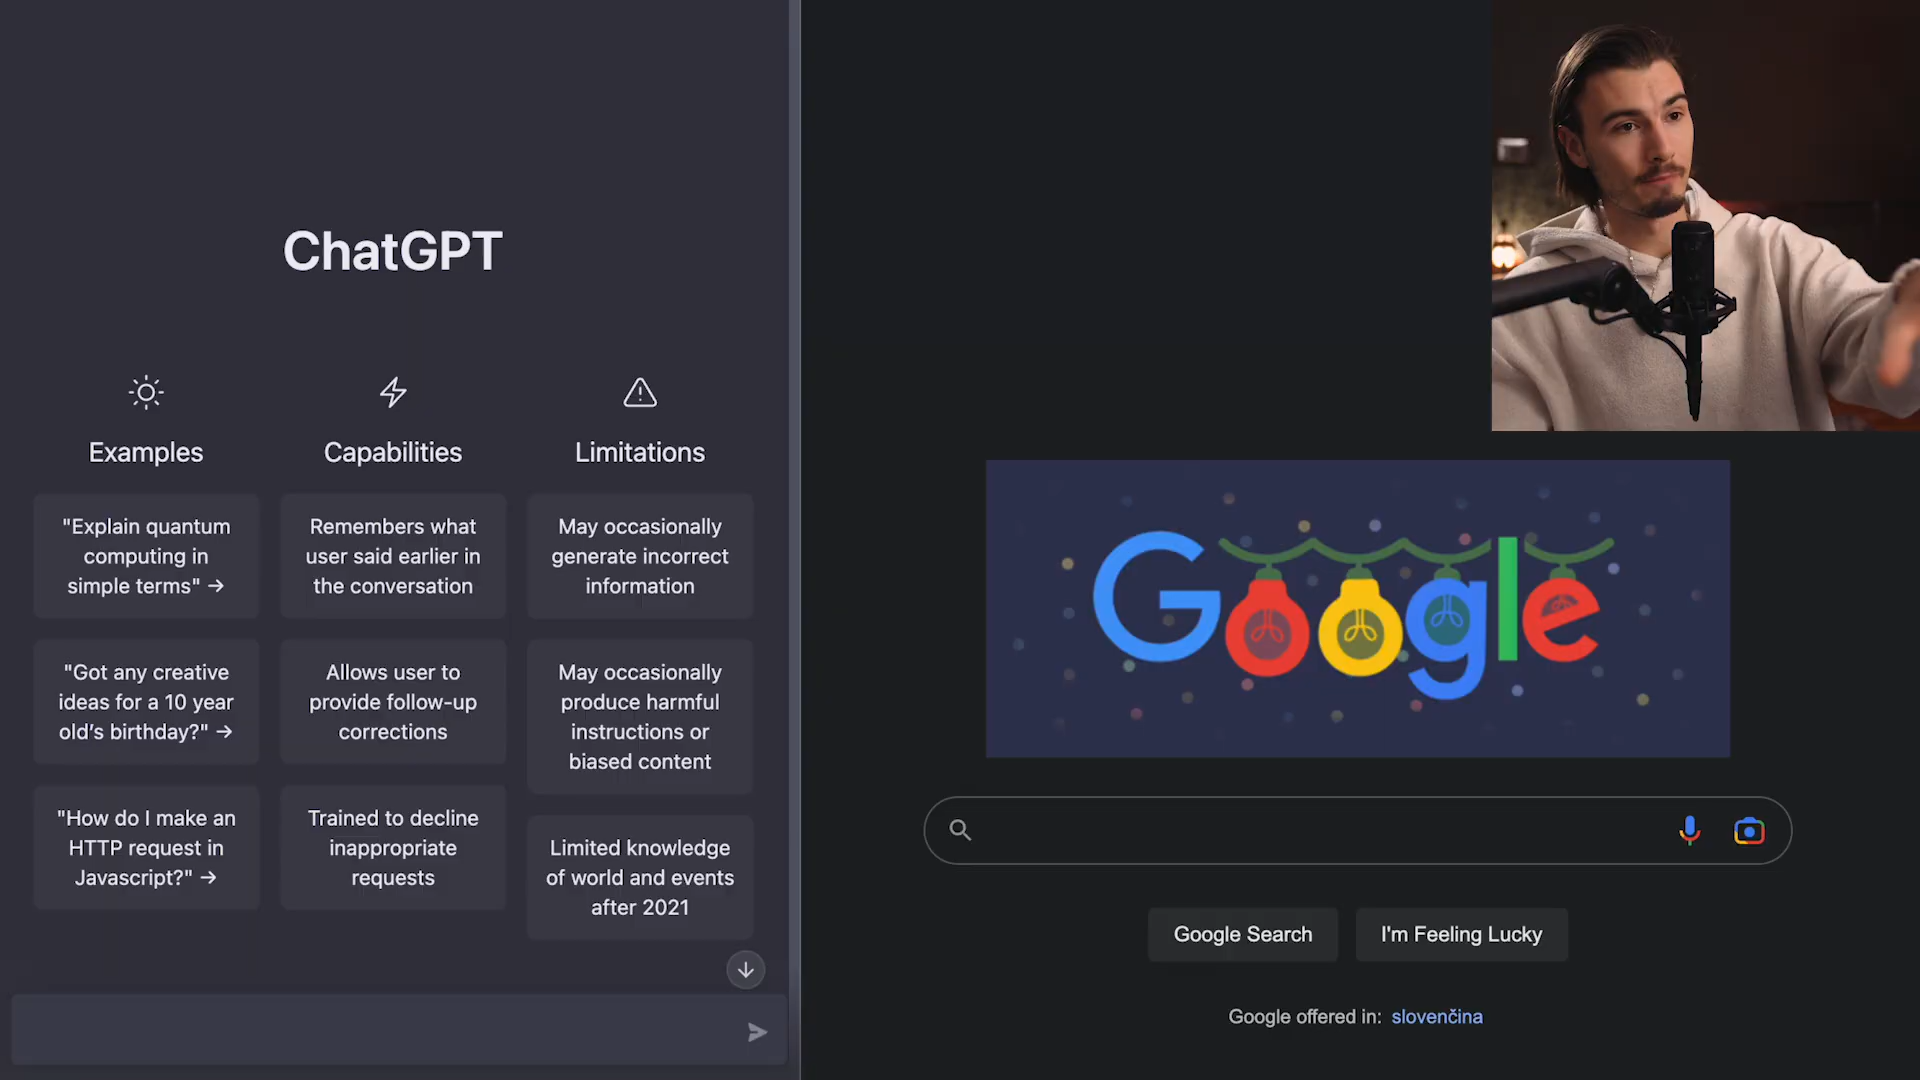 ChatGPT
Examples
"Explain quantum
computing in
simple terms" →
"Got any creative
ideas for a 10 year
old’s birthday?" →
"How do I make an
HTTP request in
Javascript?" →
Capabilities
Remembers what
user said earlier in
the conversation
Allows user to
provide follow-up
corrections
Trained to decline
inappropriate
requests
Limitations
May occasionally
generate incorrect
information
May occasionally
produce harmful
instructions or
biased content
Limited knowledge
of world and events
after 2021
Google
Google Search
I'm Feeling Lucky
Google offered in: slovenčina